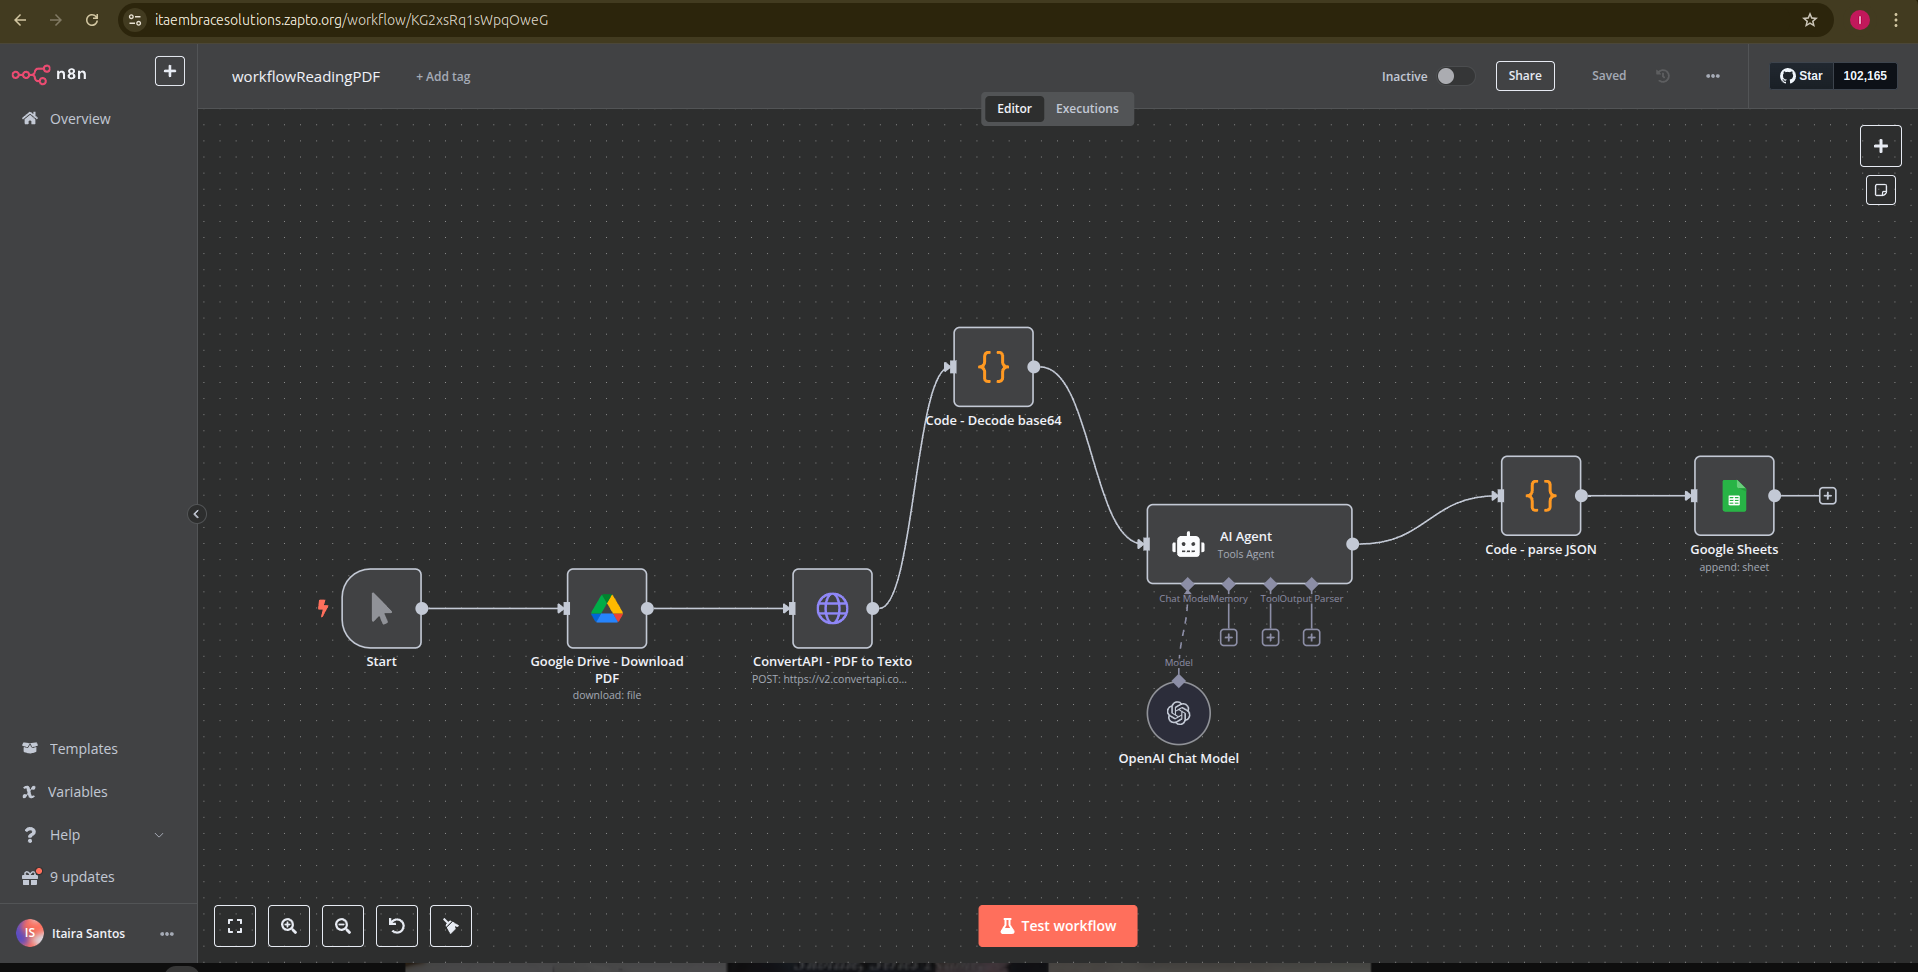 itaembracesolutions.zapto.org/workflow/KG2xsRq1sWpqOweG
I
n8n
workflowReadingPDF
+ Add tag
Inactive
Share
Saved
Star
102,165
Editor
Executions
Overview
Code - Decode base64
AI Agent
Tools Agent
Chat Model
Memory
Tool
Output Parser
Code - parse JSON
Google Sheets
append: sheet
Start
Google Drive - Download
PDF
download: file
ConvertAPI - PDF to Texto
POST: https://v2.convertapi.co...
Model
OpenAI Chat Model
Templates
Variables
Help
9 updates
IS
Itaira Santos
Test workflow